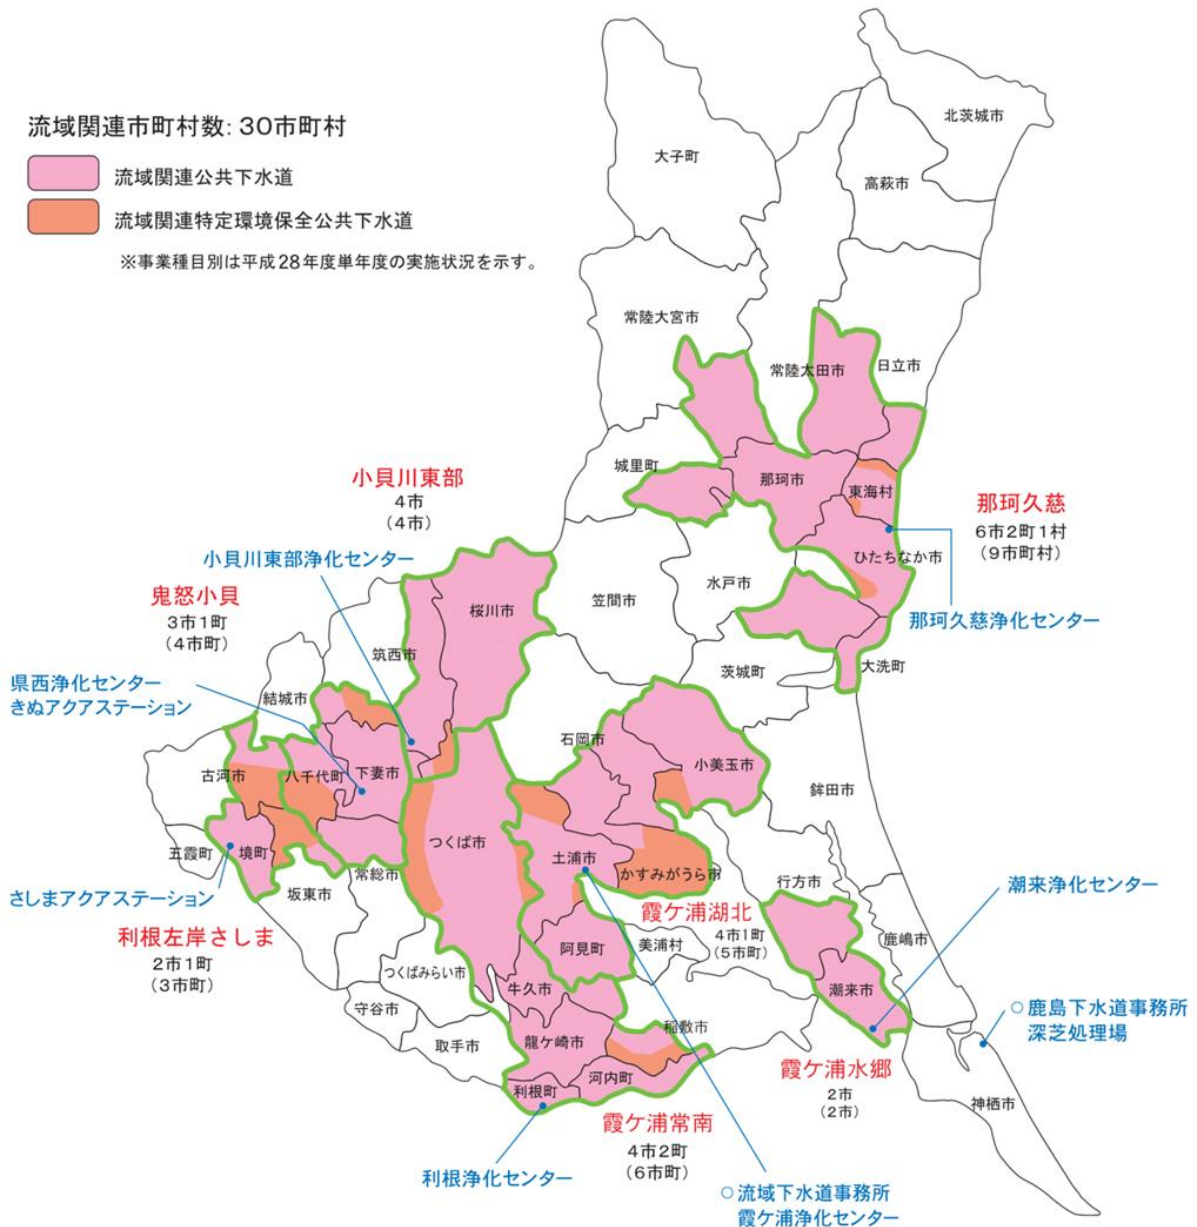 流域関連市町村数: 30市町村
流域関連公共下水道
流域関連特定環境保全公共下水道
※事業種目別は平成28年度単年度の実施状況を示す。
北茨城市
大子町
高萩市
常陸大宮市
常陸太田市
日立市
城里町
那珂市
東海村
那珂久慈
6市2町1村
(9市町村)
ひたちなか市
那珂久慈浄化センター
水戸市
笠間市
茨城町
大洗町
小貝川東部
4市
(4市)
小貝川東部浄化センター
鬼怒小貝
3市1町
(4市町)
桜川市
筑西市
県西浄化センター
きぬアクアステーション
結城市
石岡市
小美玉市
鉾田市
古河市
八千代町
下妻市
つくば市
五霞町
境町
土浦市
かすみがうら市
常総市
坂東市
行方市
さしまアクアステーション
利根左岸さしま
2市1町
(3市町)
霞ケ浦湖北
4市1町
(5市町)
潮来浄化センター
鹿嶋市
阿見町
美浦村
つくばみらい市
牛久市
潮来市
守谷市
取手市
龍ケ崎市
稲敷市
○鹿島下水道事務所
深芝処理場
利根町
河内町
霞ケ浦水郷
2市
(2市)
神栖市
霞ケ浦常南
4市2町
(6市町)
利根浄化センター
○流域下水道事務所
霞ケ浦浄化センター